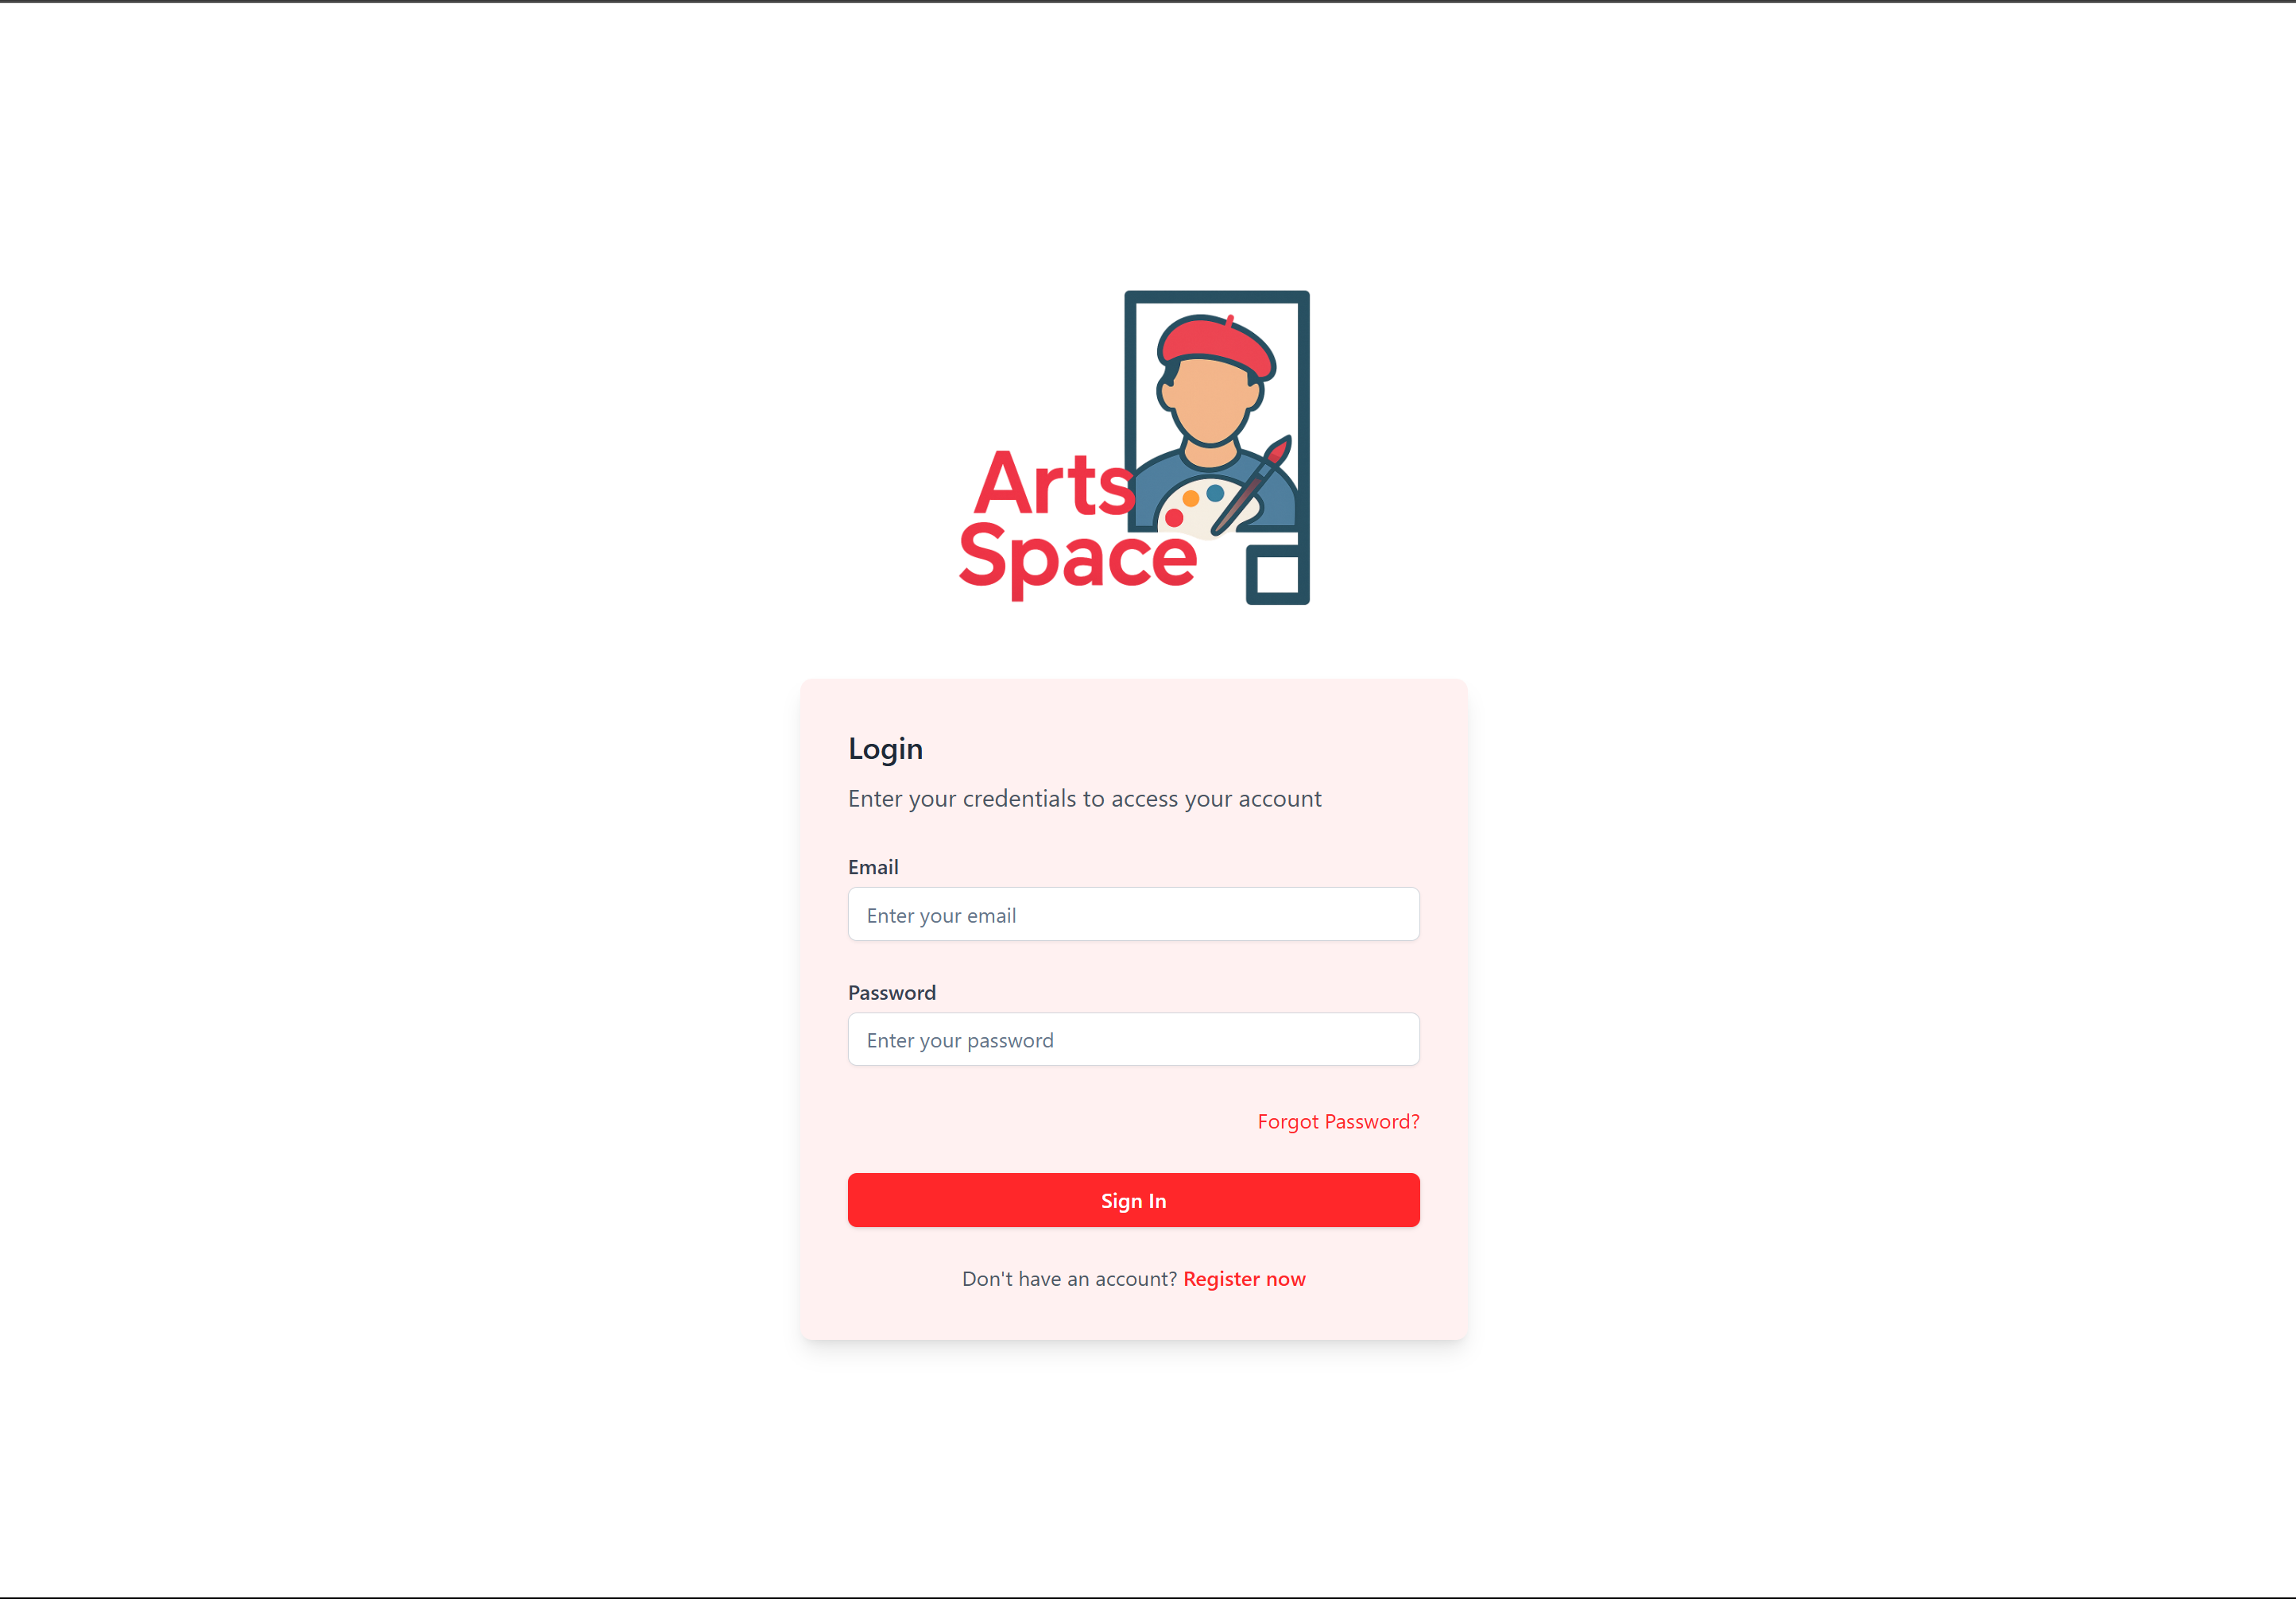 Arts
Space
Login
Enter your credentials to access your account
Email
Enter your email
Password
Enter your password
Forgot Password?
Sign In
Don't have an account? Register now